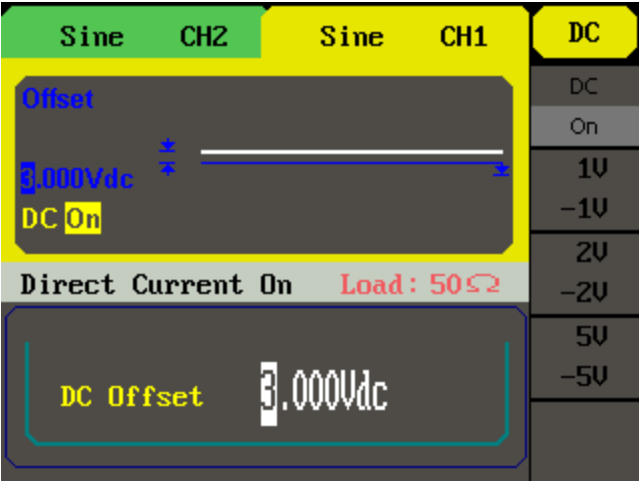 Sine CH2 Sine CH1 DC
Offset
3.000Vdc
DC On
Direct Current On Load: 50Ω
DC Offset 3.000Vdc
DC
On
1V
-1V
2V
-2V
5V
-5V